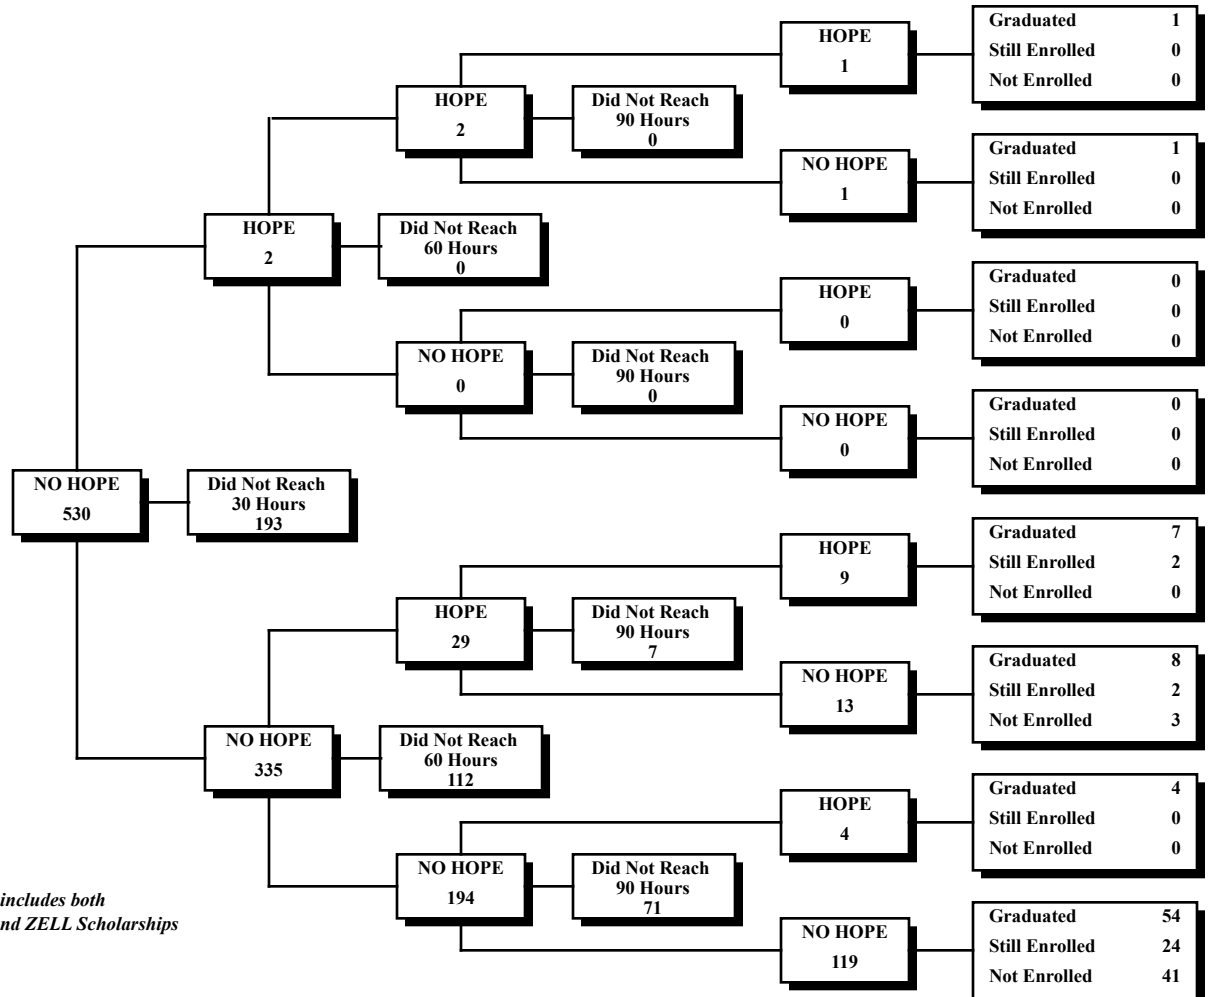 HOPE
1
Graduated 1
Still Enrolled 0
Not Enrolled 0
HOPE
2
Did Not Reach
90 Hours
0
NO HOPE
1
Graduated 1
Still Enrolled 0
Not Enrolled 0
HOPE
2
Did Not Reach
60 Hours
0
HOPE
0
Graduated 0
Still Enrolled 0
Not Enrolled 0
NO HOPE
0
Did Not Reach
90 Hours
0
NO HOPE
0
Graduated 0
Still Enrolled 0
Not Enrolled 0
NO HOPE
530
Did Not Reach
30 Hours
193
HOPE
9
Graduated 7
Still Enrolled 2
Not Enrolled 0
HOPE
29
Did Not Reach
90 Hours
7
NO HOPE
13
Graduated 8
Still Enrolled 2
Not Enrolled 3
NO HOPE
335
Did Not Reach
60 Hours
112
HOPE
4
Graduated 4
Still Enrolled 0
Not Enrolled 0
NO HOPE
194
Did Not Reach
90 Hours
71
NO HOPE
119
Graduated 54
Still Enrolled 24
Not Enrolled 41
includes both
nd ZELL Scholarships